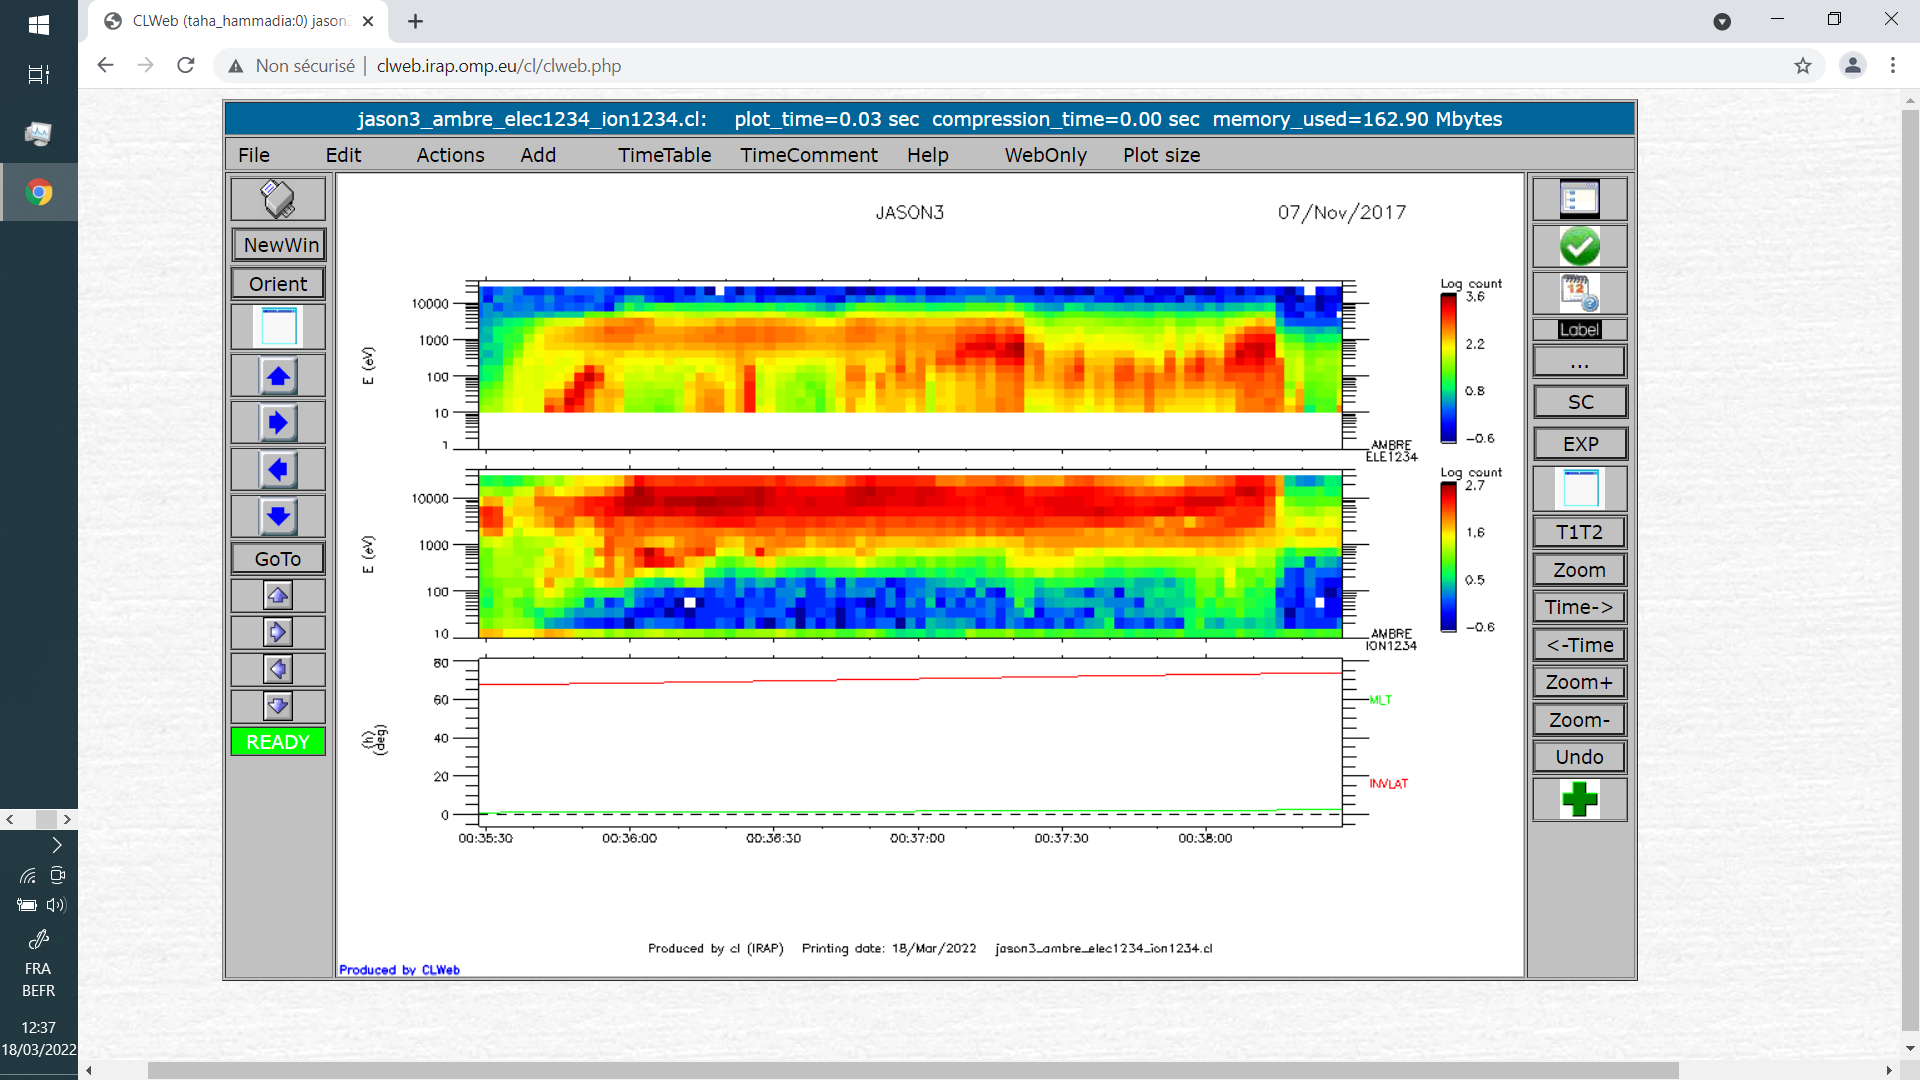 CLWeb (taha_hammadia:0) jason3
Non sécurisé | clweb.irap.omp.eu/cl/clweb.php
jason3_ambre_elec1234_ion1234.cl: plot_time=0.03 sec compression_time=0.00 sec memory_used=162.90 Mbytes
File Edit Actions Add TimeTable TimeComment Help WebOnly Plot size
NewWin
Orient
GoTo
READY
JASON3 07/Nov/2017
E (eV)
10000
1000
100
10
1
AMBRE
ELE1234
Log count
3.6
2.2
0.8
-0.6
E (eV)
10000
1000
100
10
AMBRE
ION1234
Log count
2.7
1.6
0.5
-0.6
(h)
(deg)
80
60
40
20
0
MLT
INVLAT
00:35:30 00:36:00 00:36:30 00:37:00 00:37:30 00:38:00
Produced by cl (IRAP) Printing date: 18/Mar/2022 jason3_ambre_elec1234_ion1234.cl
Produced by CLWeb
12
Label
...
SC
EXP
T1T2
Zoom
Time->
<-Time
Zoom+
Zoom-
Undo
FRA
BEFR
12:37
18/03/2022